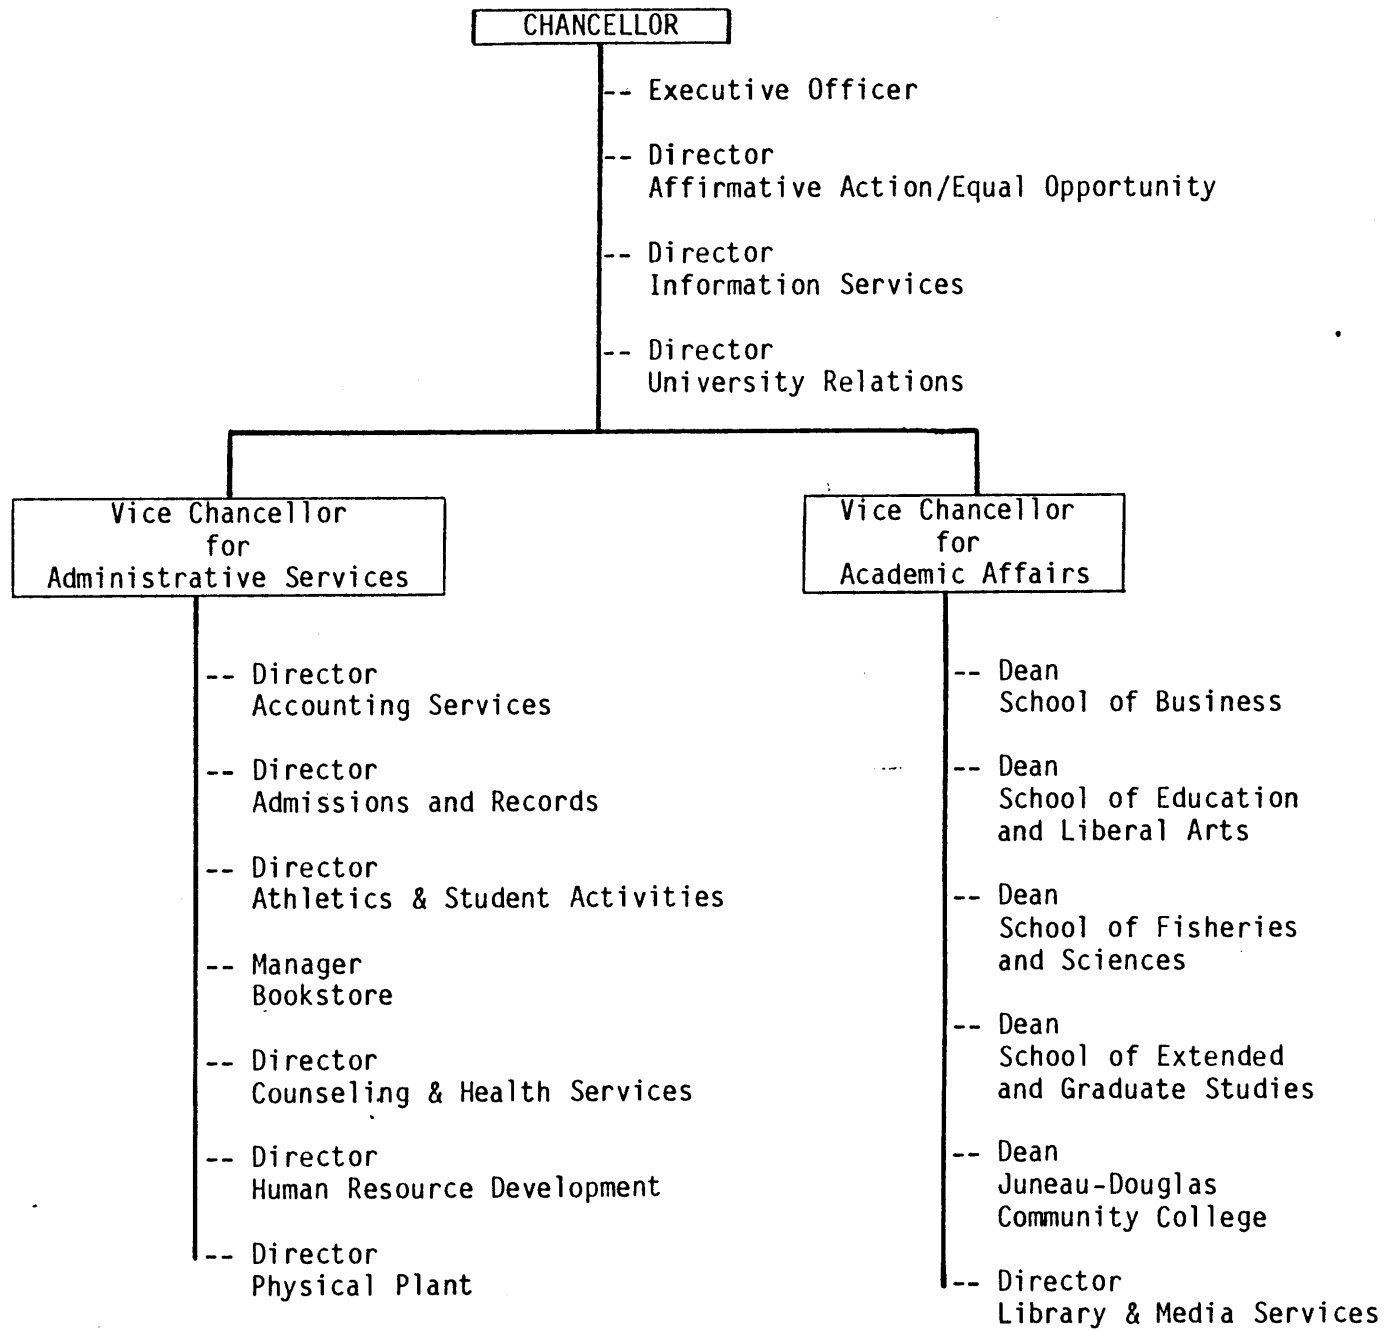 CHANCELLOR
-- Executive Officer
-- Director
Affirmative Action/Equal Opportunity
-- Director
Information Services
-- Director
University Relations
Vice Chancellor
for
Administrative Services
-- Director
Accounting Services
-- Director
Admissions and Records
-- Director
Athletics & Student Activities
-- Manager
Bookstore
-- Director
Counseling & Health Services
-- Director
Human Resource Development
-- Director
Physical Plant
Vice Chancellor
for
Academic Affairs
-- Dean
School of Business
-- Dean
School of Education
and Liberal Arts
-- Dean
School of Fisheries
and Sciences
-- Dean
School of Extended
and Graduate Studies
-- Dean
Juneau-Douglas
Community College
-- Director
Library & Media Services